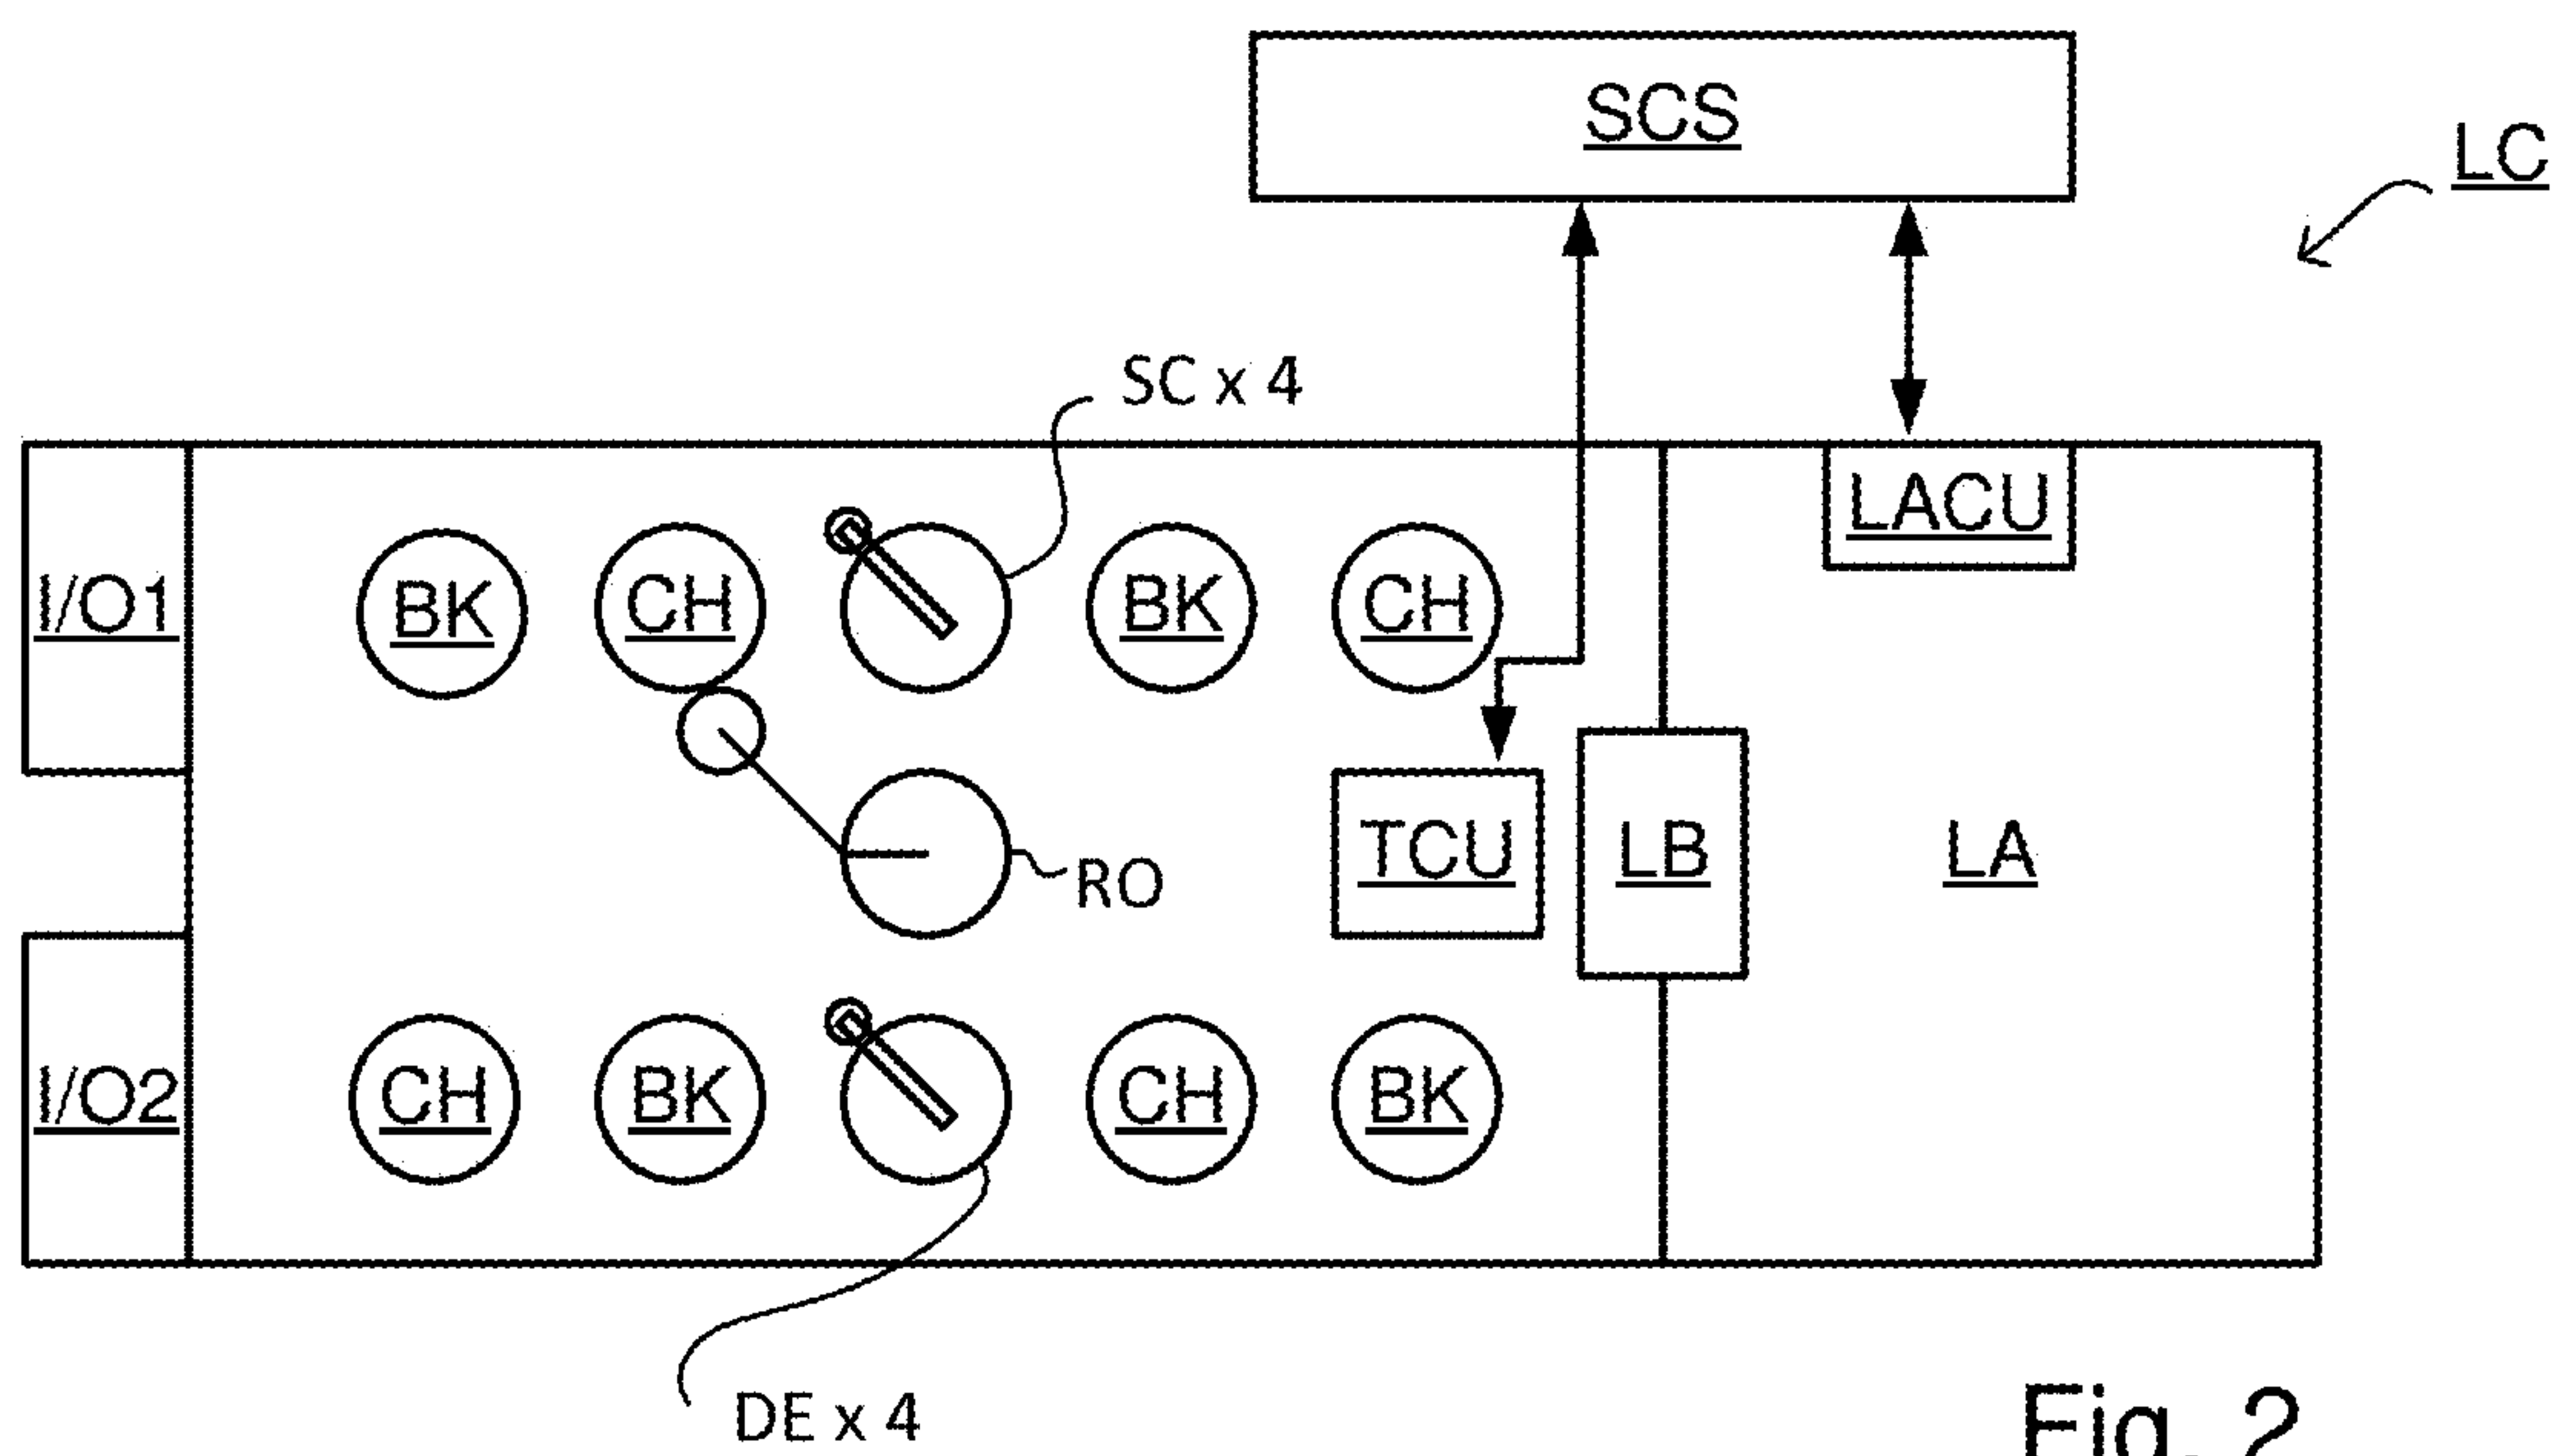 SCS
LC
SC x 4
LACU
I/O1
BK
CH
BK
CH
TCU
LB
LA
RO
I/O2
CH
BK
CH
BK
DE x 4
Fig. 2